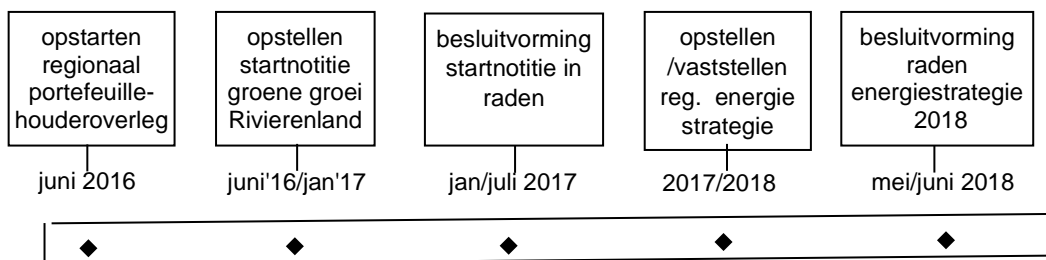 opstarten
regionaal
portefeuille-
houderoverleg
juni 2016
opstellen
startnotitie
groene groei
Rivierenland
juni'16/jan'17
besluitvorming
startnotitie in
raden
jan/juli 2017
opstellen
/vaststellen
reg. energie
strategie
2017/2018
besluitvorming
raden
energiestrategie
2018
mei/juni 2018